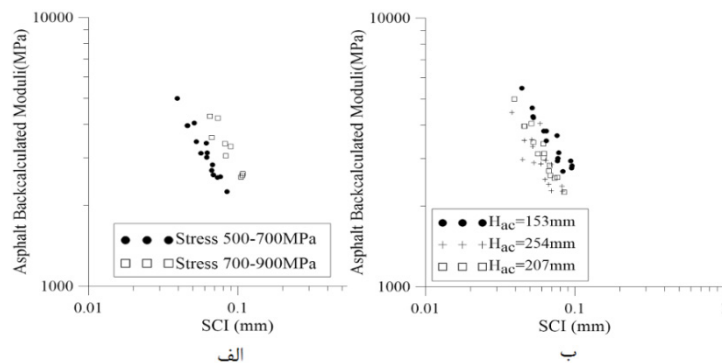 10000
Asphalt Backcalculated Moduli(MPa)
Stress 500-700MPa
Stress 700-900MPa
1000
0.01
0.1
SCI (mm)
الف
10000
Asphalt Backcalculated Moduli(MPa)
Hac=153mm
Hac=254mm
Hac=207mm
1000
0.01
0.1
SCI (mm)
ب